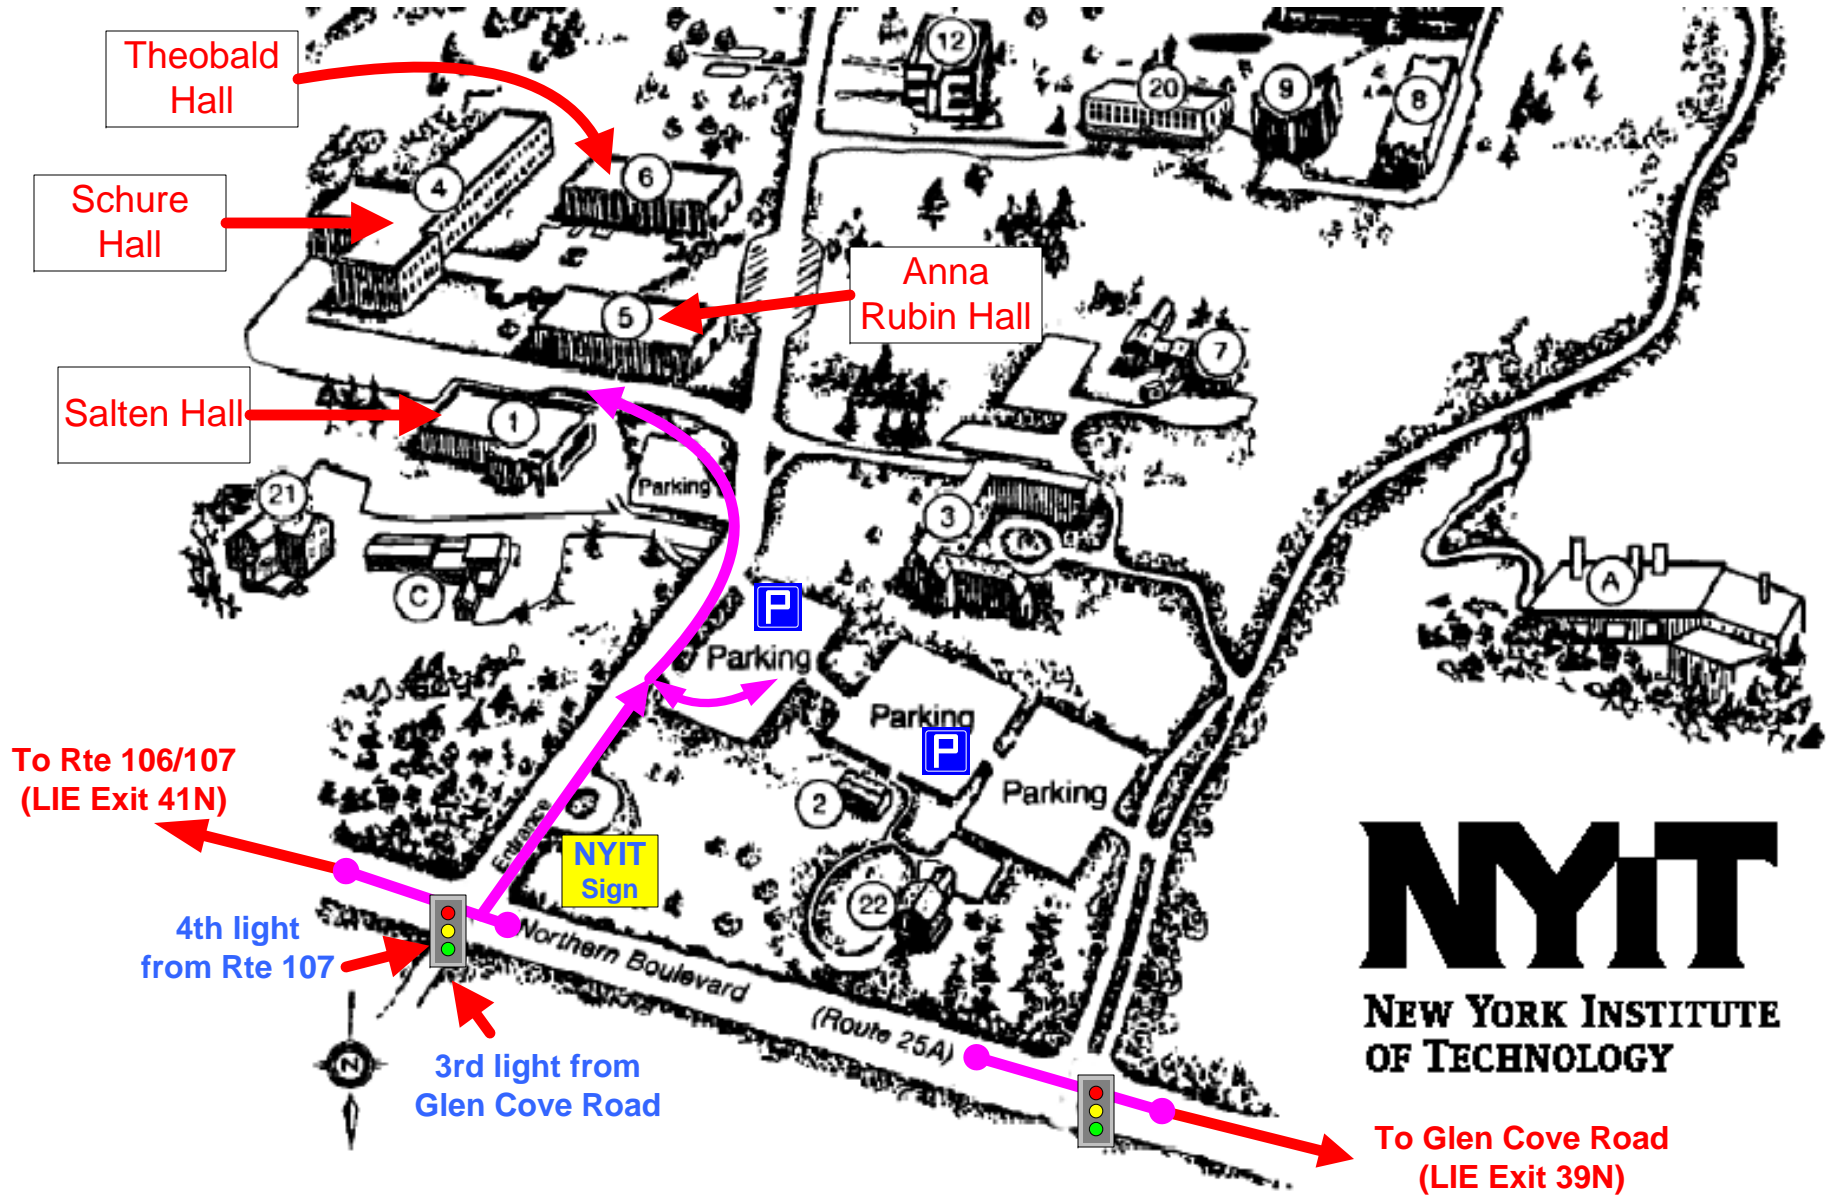 Theobald
Hall
Schure
Hall
Salten Hall
Anna
Rubin Hall
12
20
9
8
4
6
5
7
1
21
3
C
A
2
22
Parking
P
Parking
Parking
P
Parking
Entrance
NYIT
Sign
To Rte 106/107
(LIE Exit 41N)
4th light
from Rte 107
3rd light from
Glen Cove Road
Northern Boulevard
(Route 25A)
N
NYIT
NEW YORK INSTITUTE
OF TECHNOLOGY
To Glen Cove Road
(LIE Exit 39N)